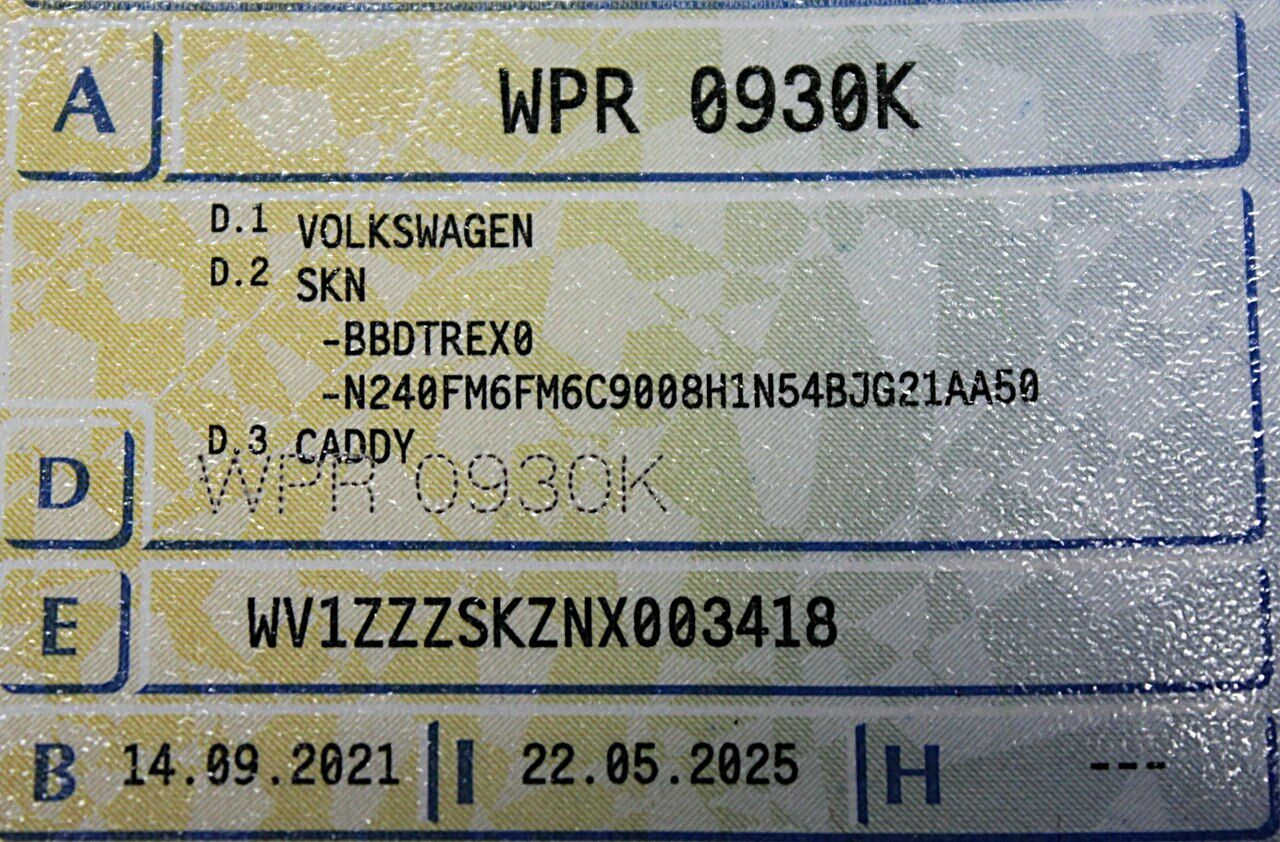 A WPR 0930K
D.1 VOLKSWAGEN
D.2 SKN
-BBDTREX0
-N240FM6FM6C9008H1N54BJG21AA50
D.3 CADDY
D WPR 0930K
E WV1ZZZSKZNX003418
B 14.09.2021 I 22.05.2025 H ---